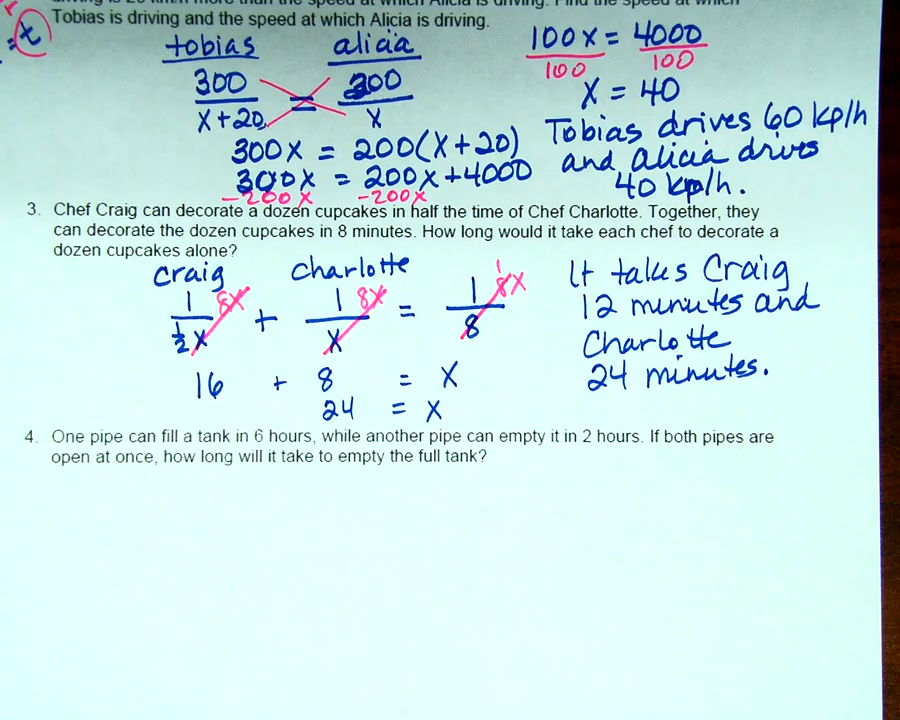 Tobias is driving and the speed at which Alicia is driving.
tobias alicia
300 = 200
x+20 x
300x = 200(x+20)
300x = 200x+4000
-200x -200x
100x = 4000
100 100
x = 40
Tobias drives 60 kp/h
and alicia drives
40 kp/h.
3. Chef Craig can decorate a dozen cupcakes in half the time of Chef Charlotte. Together, they
can decorate the dozen cupcakes in 8 minutes. How long would it take each chef to decorate a
dozen cupcakes alone?
Craig Charlotte
1 8x + 1 8x = 1 8x 1
1/2 x x 8
16 + 8 = x
24 = x
It takes Craig
12 minutes and
Charlotte
24 minutes.
4. One pipe can fill a tank in 6 hours, while another pipe can empty it in 2 hours. If both pipes are
open at once, how long will it take to empty the full tank?